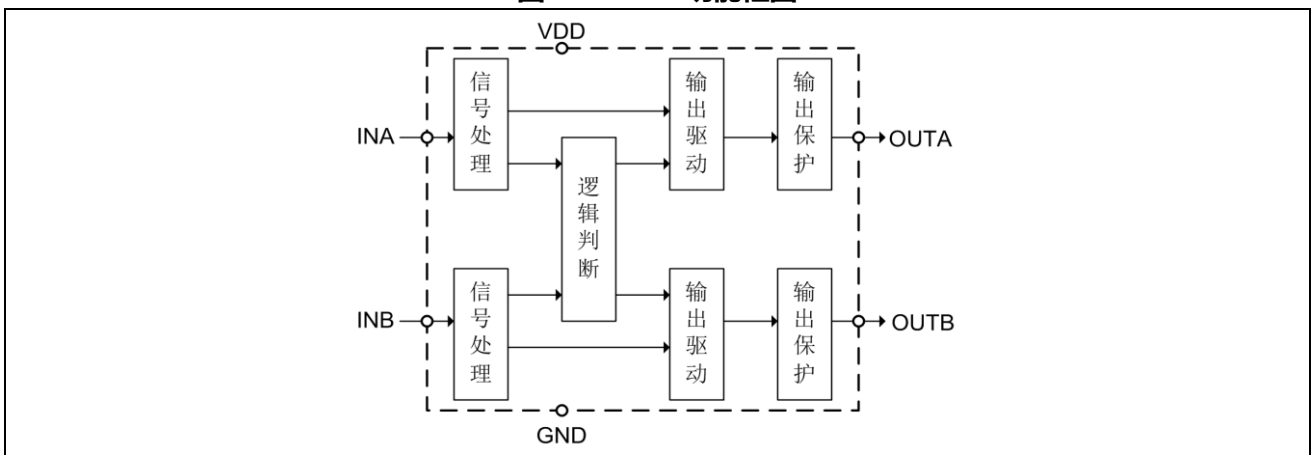 VDD
信号处理
输出驱动
输出保护
INA
OUTA
逻辑判断
信号处理
输出驱动
输出保护
INB
OUTB
GND